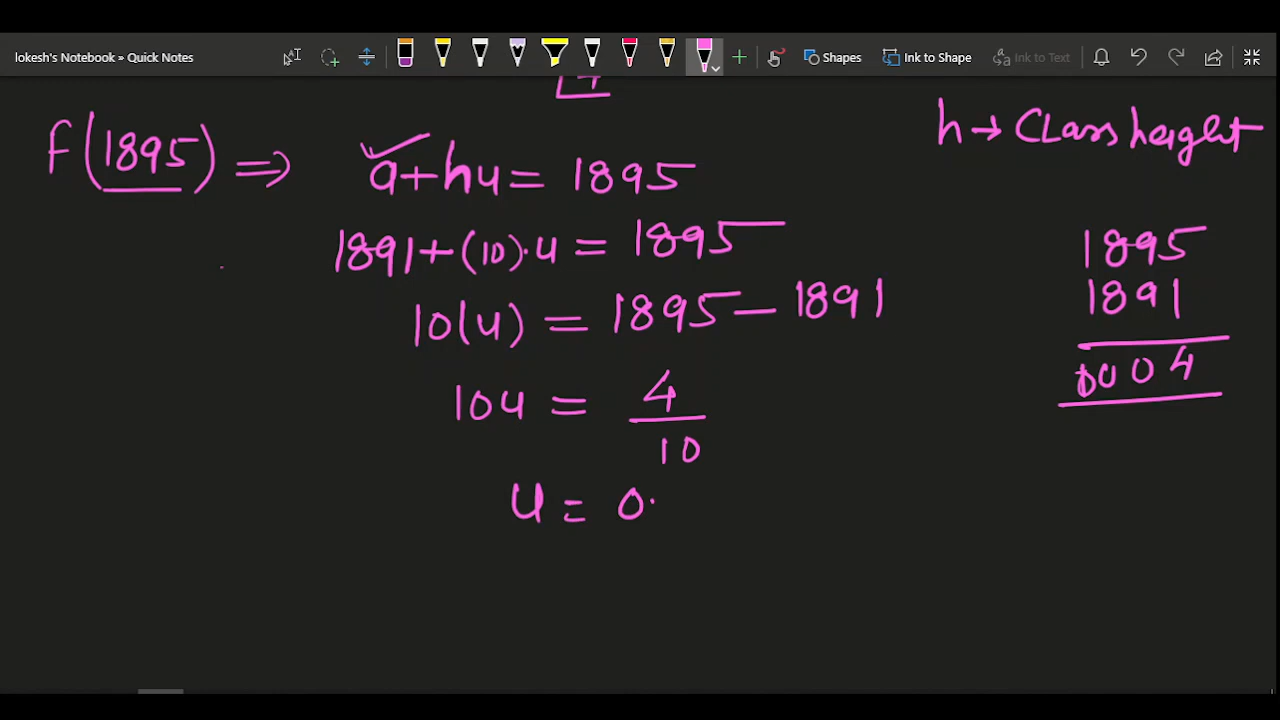 lokesh's Notebook » Quick Notes
Shapes
Ink to Shape
Ink to Text
h → Class height
f(1895) ⇒ a+hu = 1895
1891+(10)·u = 1895
10(u) = 1895 – 1891
10u = 4/10
u = 0.
1895
1891
0004